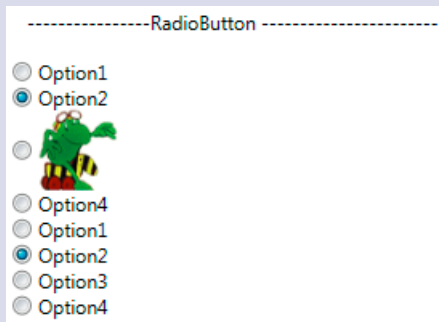 ----------------RadioButton -----------------------
Option1
Option2
Option4
Option1
Option2
Option3
Option4